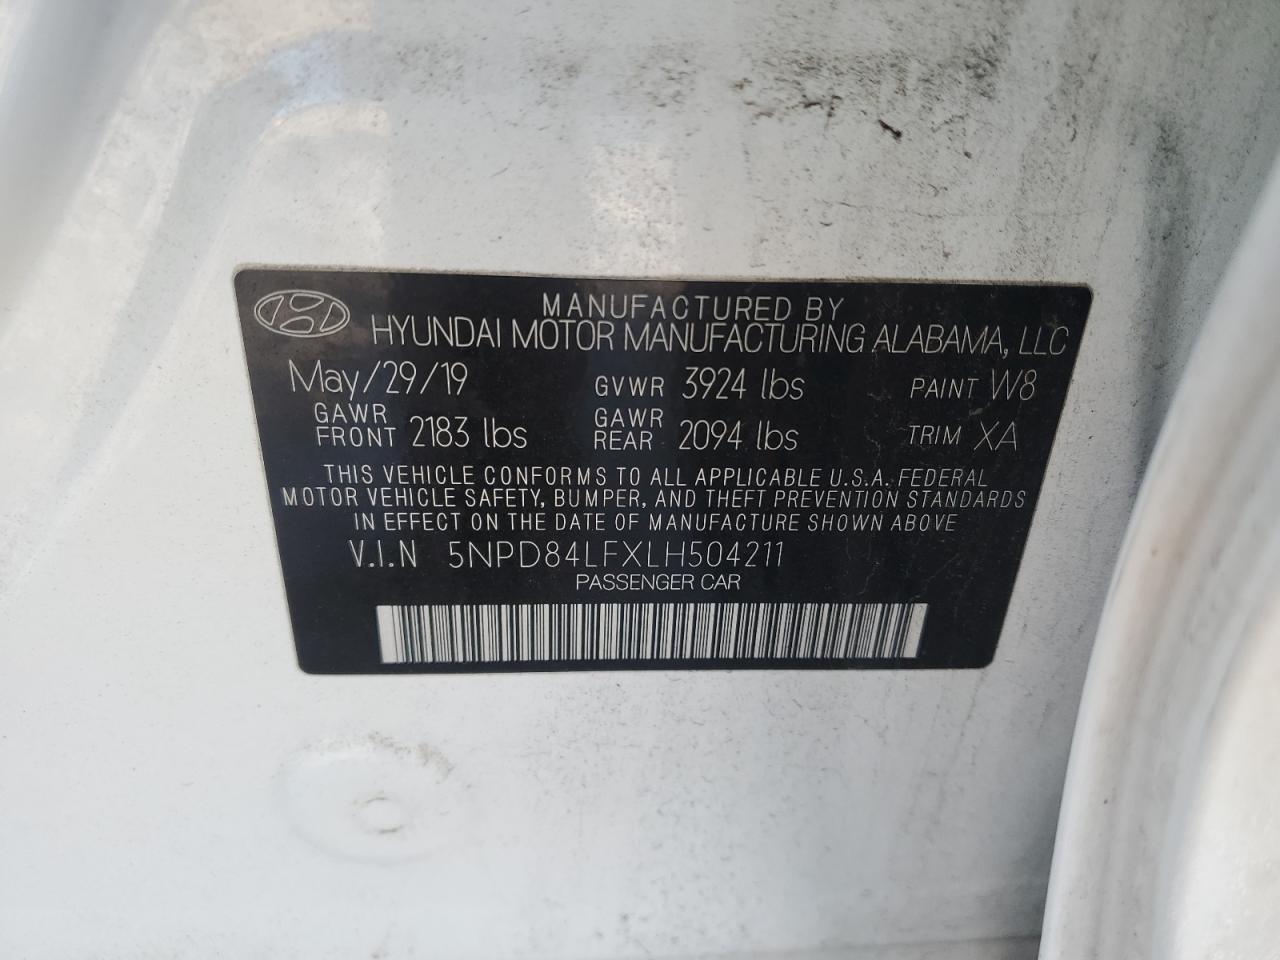 MANUFACTURED BY
HYUNDAI MOTOR MANUFACTURING ALABAMA, LLC
May/29/19 GVWR 3924 lbs PAINT W8
GAWR FRONT 2183 lbs GAWR REAR 2094 lbs TRIM XA
THIS VEHICLE CONFORMS TO ALL APPLICABLE U.S.A. FEDERAL
MOTOR VEHICLE SAFETY, BUMPER, AND THEFT PREVENTION STANDARDS
IN EFFECT ON THE DATE OF MANUFACTURE SHOWN ABOVE
V.I.N 5NPD84LFXLH504211
PASSENGER CAR